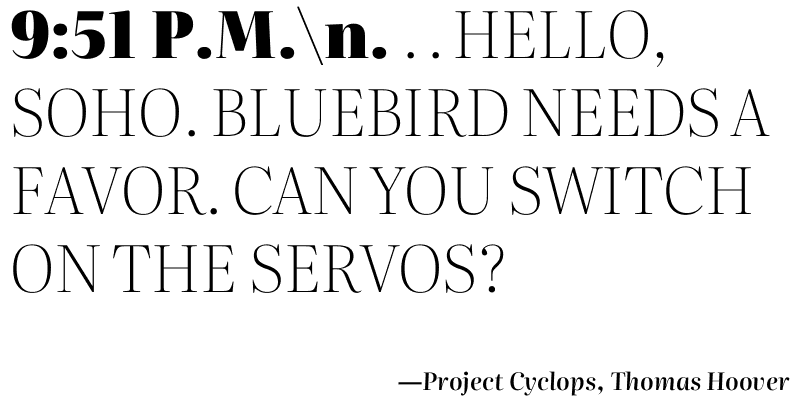 9:51 P.M.\n. . . HELLO,
SOHO. BLUEBIRD NEEDS A
FAVOR. CAN YOU SWITCH
ON THE SERVOS?
—Project Cyclops, Thomas Hoover